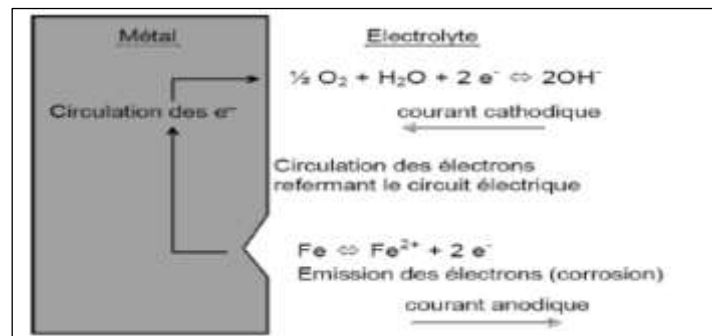 Métal
Electrolyte
½ O₂ + H₂O + 2 e⁻ ⇔ 2OH⁻
Circulation des e⁻
courant cathodique
Circulation des électrons
refermant le circuit électrique
Fe ⇔ Fe²⁺ + 2 e⁻
Emission des électrons (corrosion)
courant anodique